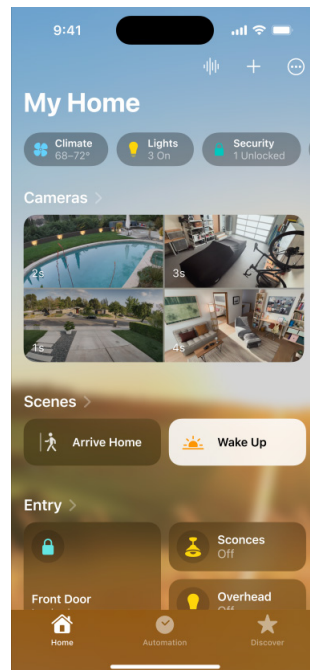 9:41
My Home
Climate
68–72°
Lights
3 On
Security
1 Unlocked
Cameras
2s
3s
1s
4s
Scenes
Arrive Home
Wake Up
Entry
Sconces
Off
Front Door
Overhead
Off
Home
Automation
Discover